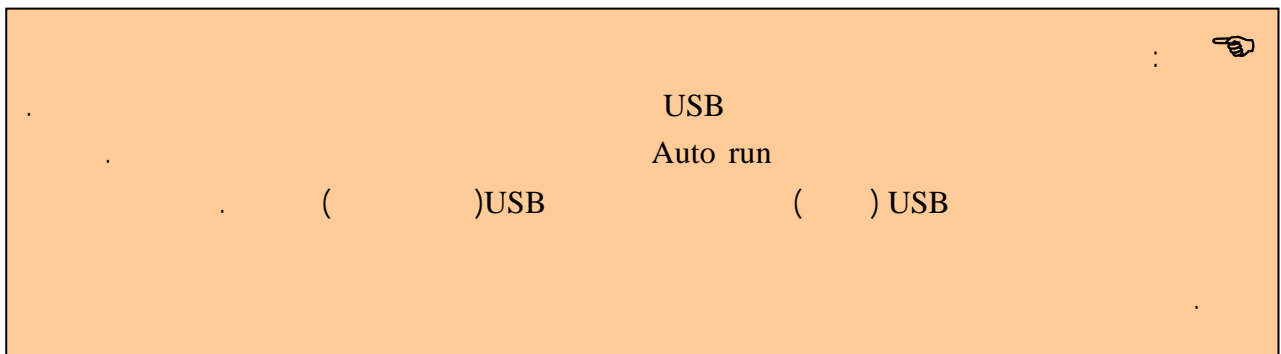 ☜ :
USB .
Auto run .
USB ( ) USB( ) .
.